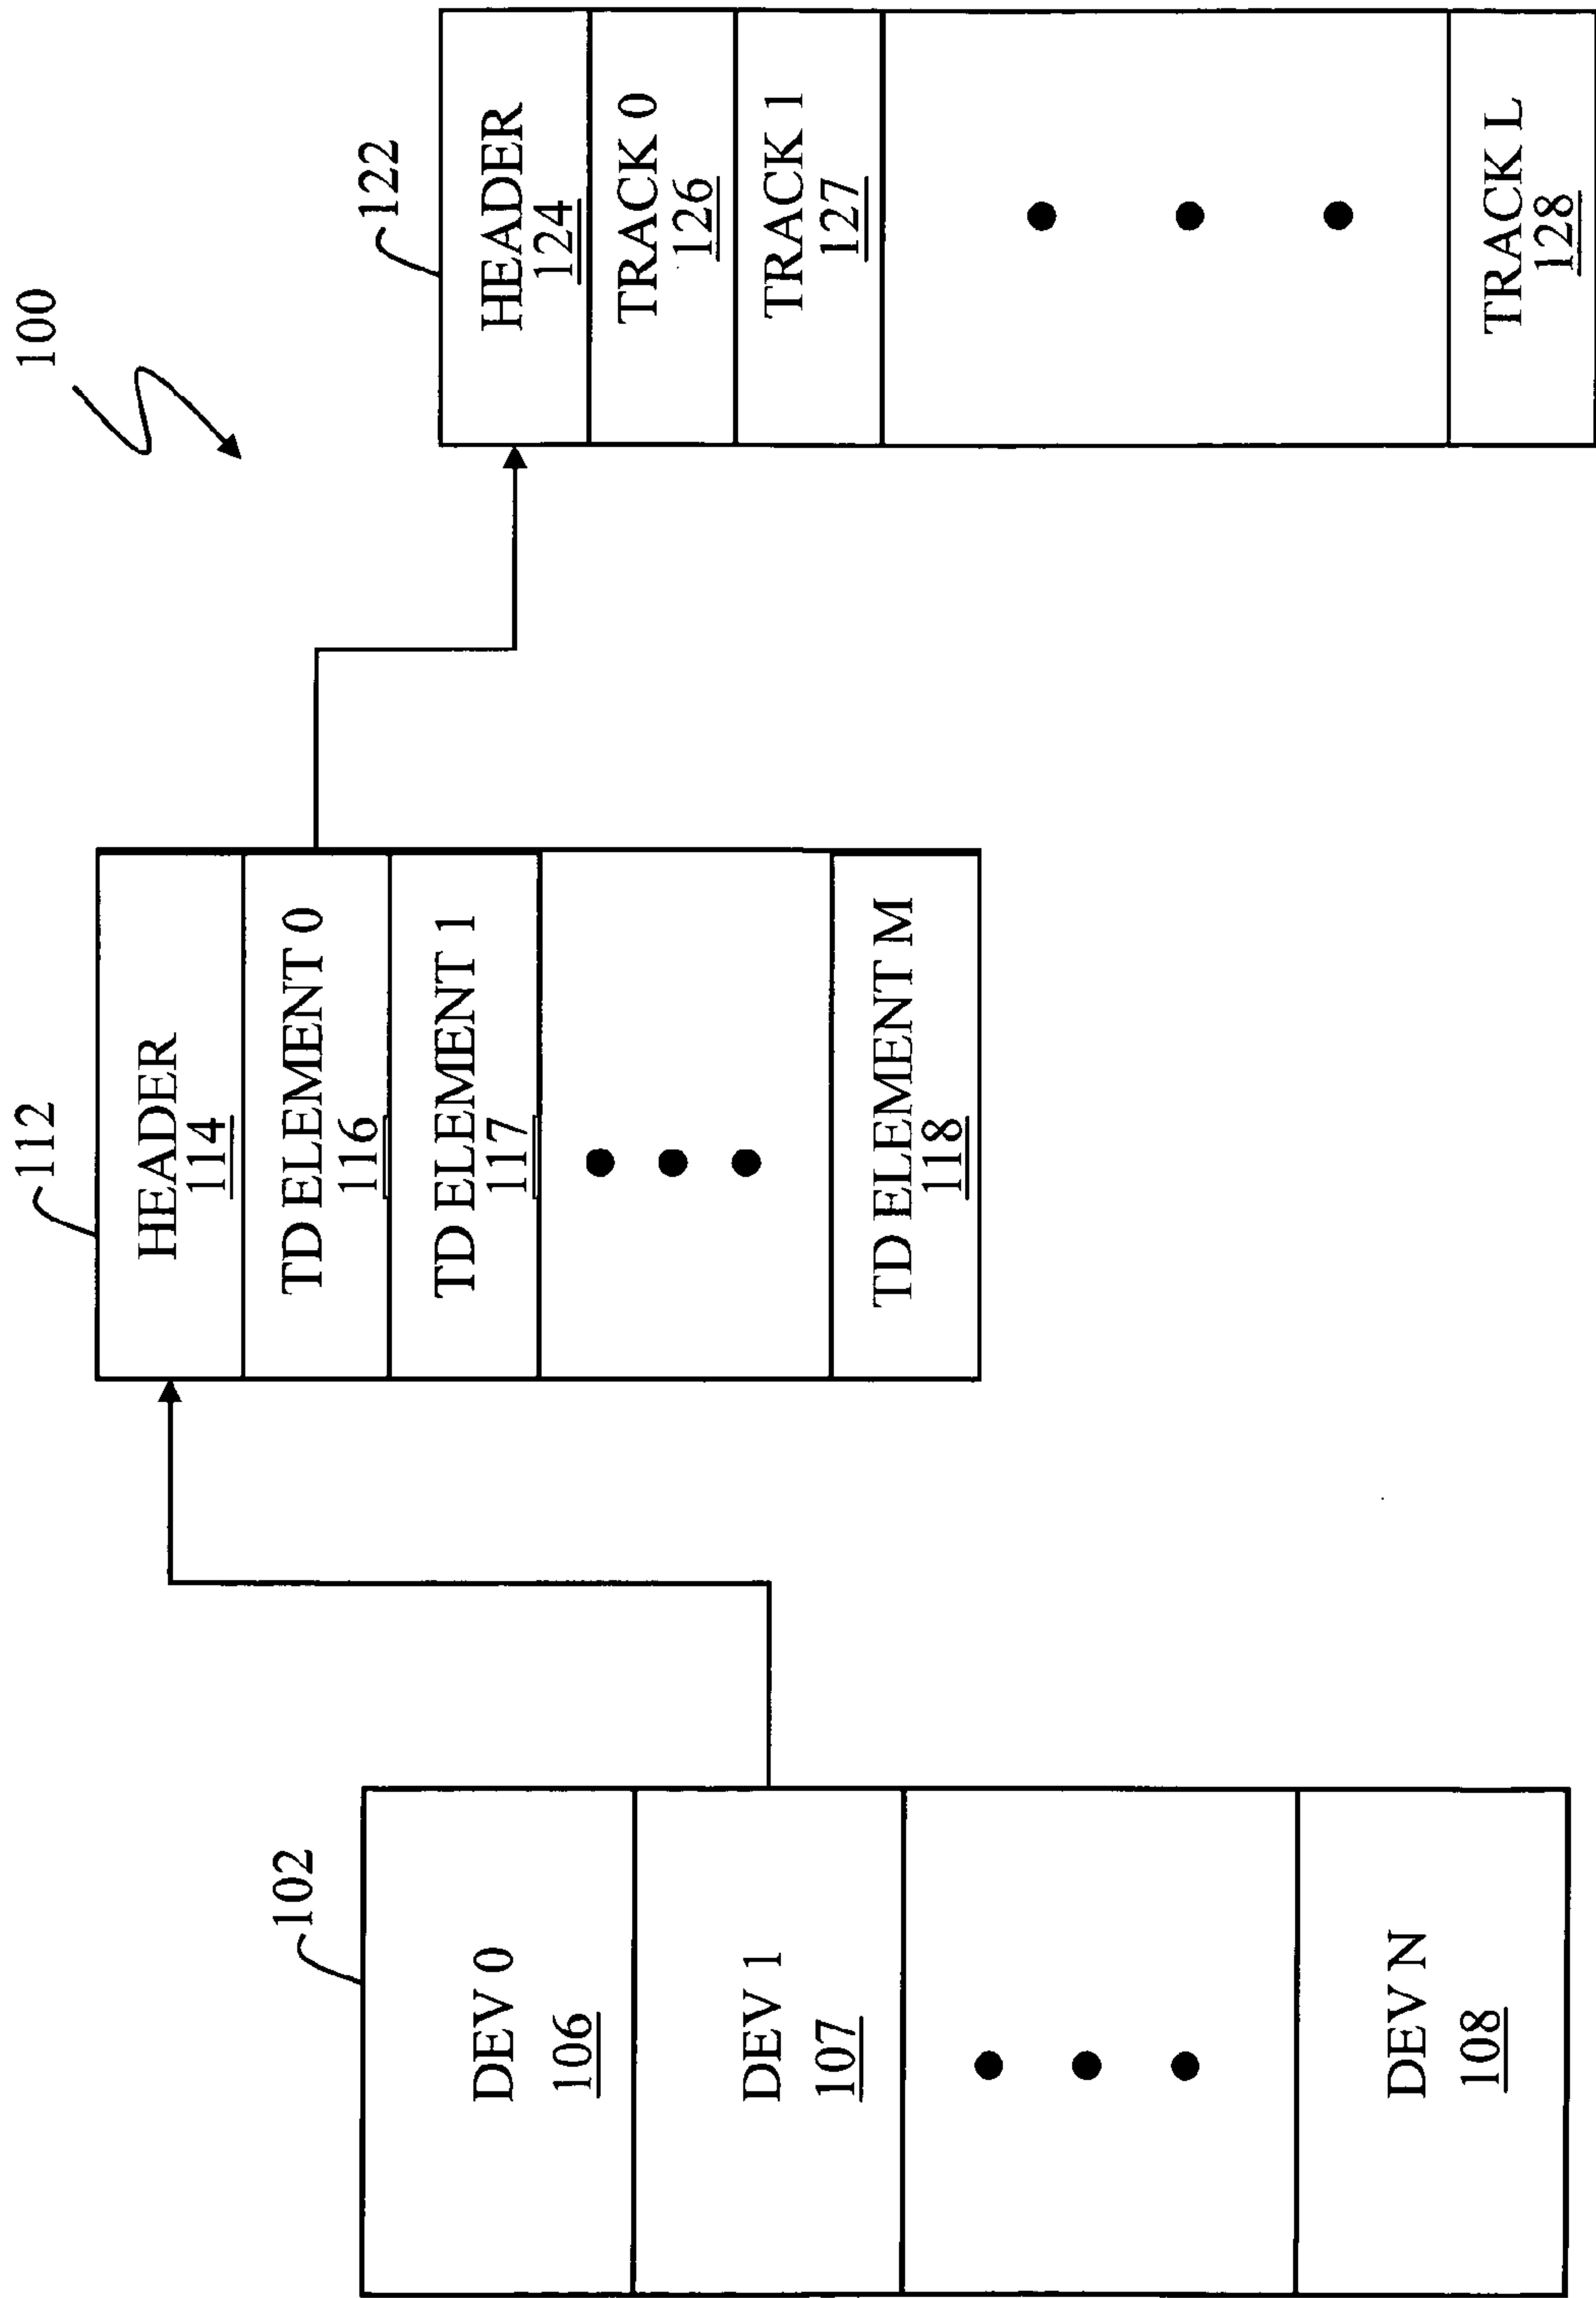 100
102
DEV 0
106
DEV 1
107
DEV N
108
112
HEADER
114
TD ELEMENT 0
116
TD ELEMENT 1
117
TD ELEMENT M
118
122
HEADER
124
TRACK 0
126
TRACK 1
127
TRACK L
128